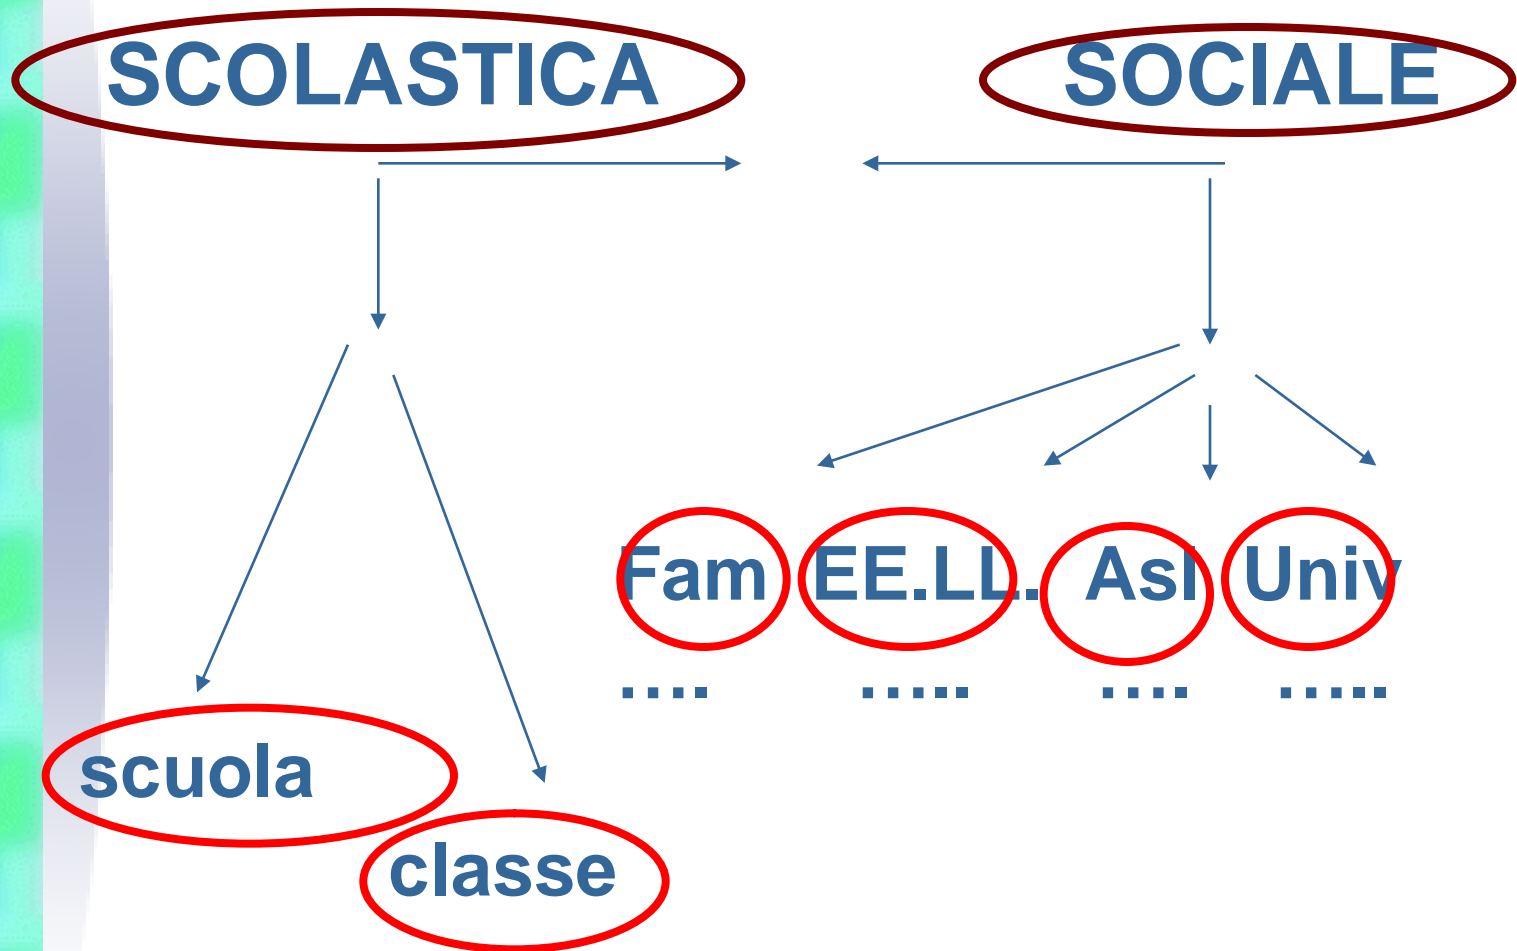 SCOLASTICA SOCIALE
Fam EE.LL. Asl Univ
…. ….. …. …..
scuola
classe